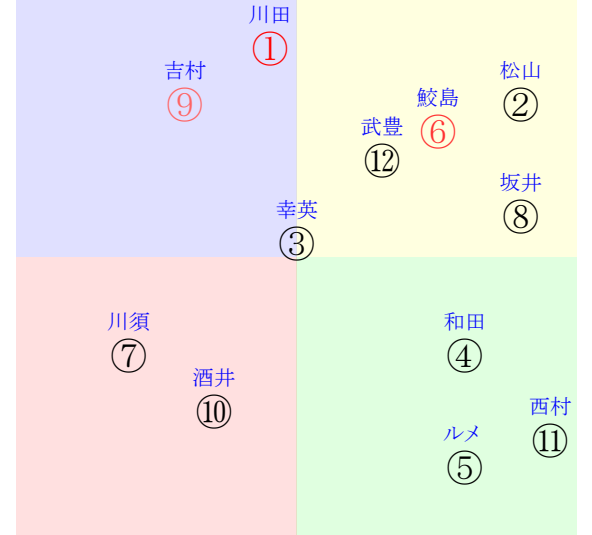 川田
①
吉村
⑨
松山
②
鮫島
⑥
武豊
⑫
坂井
⑧
幸英
③
川須
⑦
和田
④
酒井
⑩
西村
⑪
ルメ
⑤